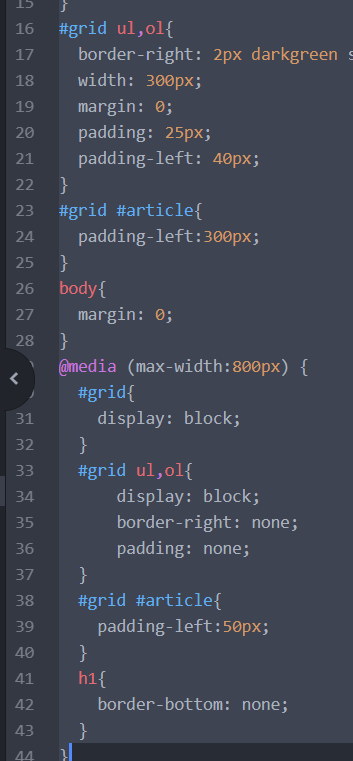 15 }
16 #grid ul,ol{
17 border-right: 2px darkgreen s
18 width: 300px;
19 margin: 0;
20 padding: 25px;
21 padding-left: 40px;
22 }
23 #grid #article{
24 padding-left:300px;
25 }
26 body{
27 margin: 0;
28 }
@media (max-width:800px) {
#grid{
31 display: block;
32 }
33 #grid ul,ol{
34 display: block;
35 border-right: none;
36 padding: none;
37 }
38 #grid #article{
39 padding-left:50px;
40 }
41 h1{
42 border-bottom: none;
43 }
44 }